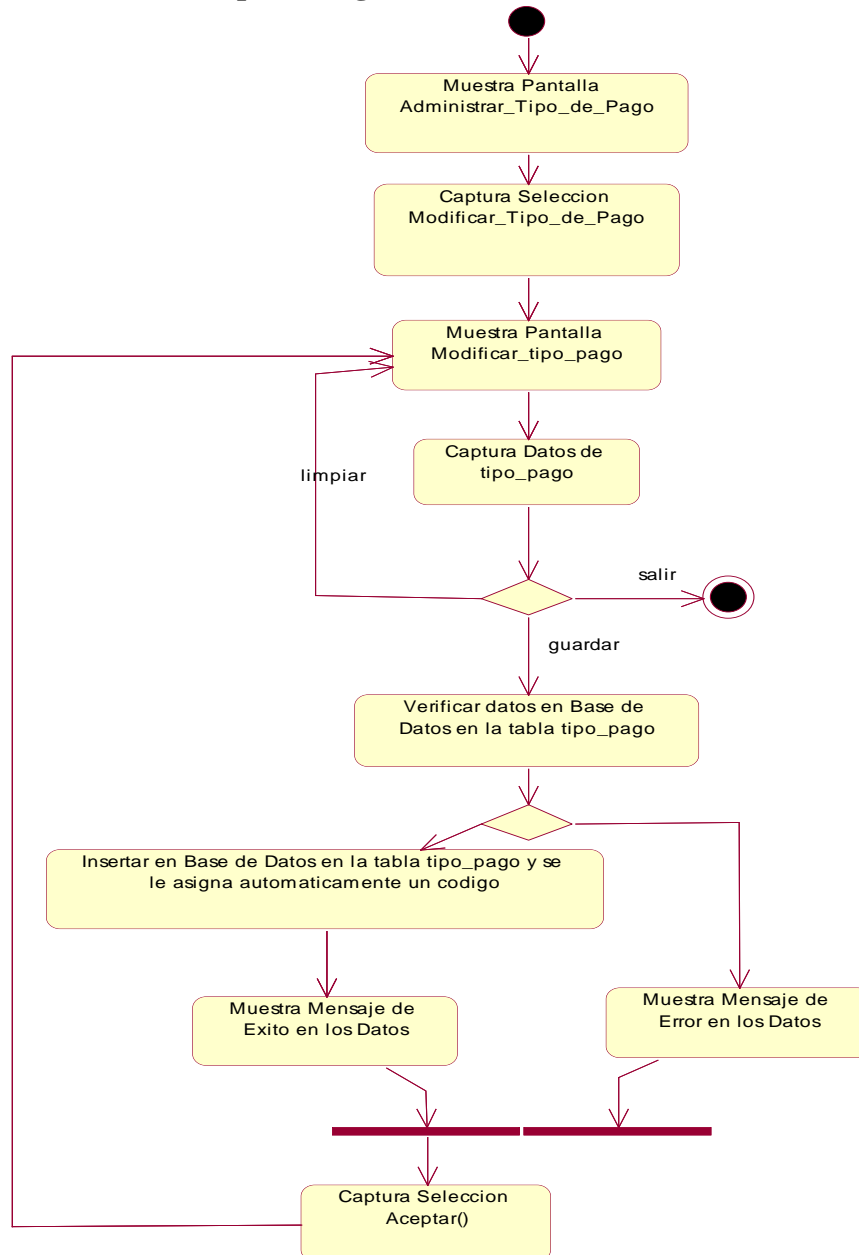 Muestra Pantalla
Administrar_Tipo_de_Pago
Captura Seleccion
Modificar_Tipo_de_Pago
Muestra Pantalla
Modificar_tipo_pago
Captura Datos de
tipo_pago
limpiar
salir
guardar
Verificar datos en Base de
Datos en la tabla tipo_pago
Insertar en Base de Datos en la tabla tipo_pago y se
le asigna automaticamente un codigo
Muestra Mensaje de
Exito en los Datos
Muestra Mensaje de
Error en los Datos
Captura Seleccion
Aceptar()